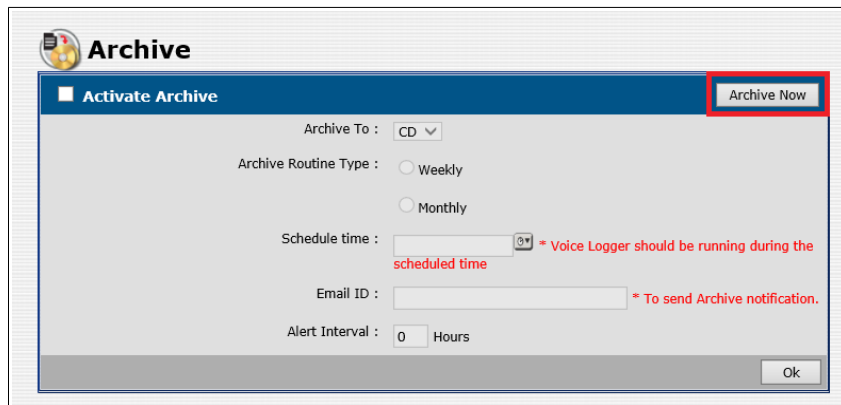 Archive
Activate Archive
Archive Now
Archive To :
CD
Archive Routine Type :
Weekly
Monthly
Schedule time :
* Voice Logger should be running during the
scheduled time
Email ID :
* To send Archive notification.
Alert Interval :
0
Hours
Ok